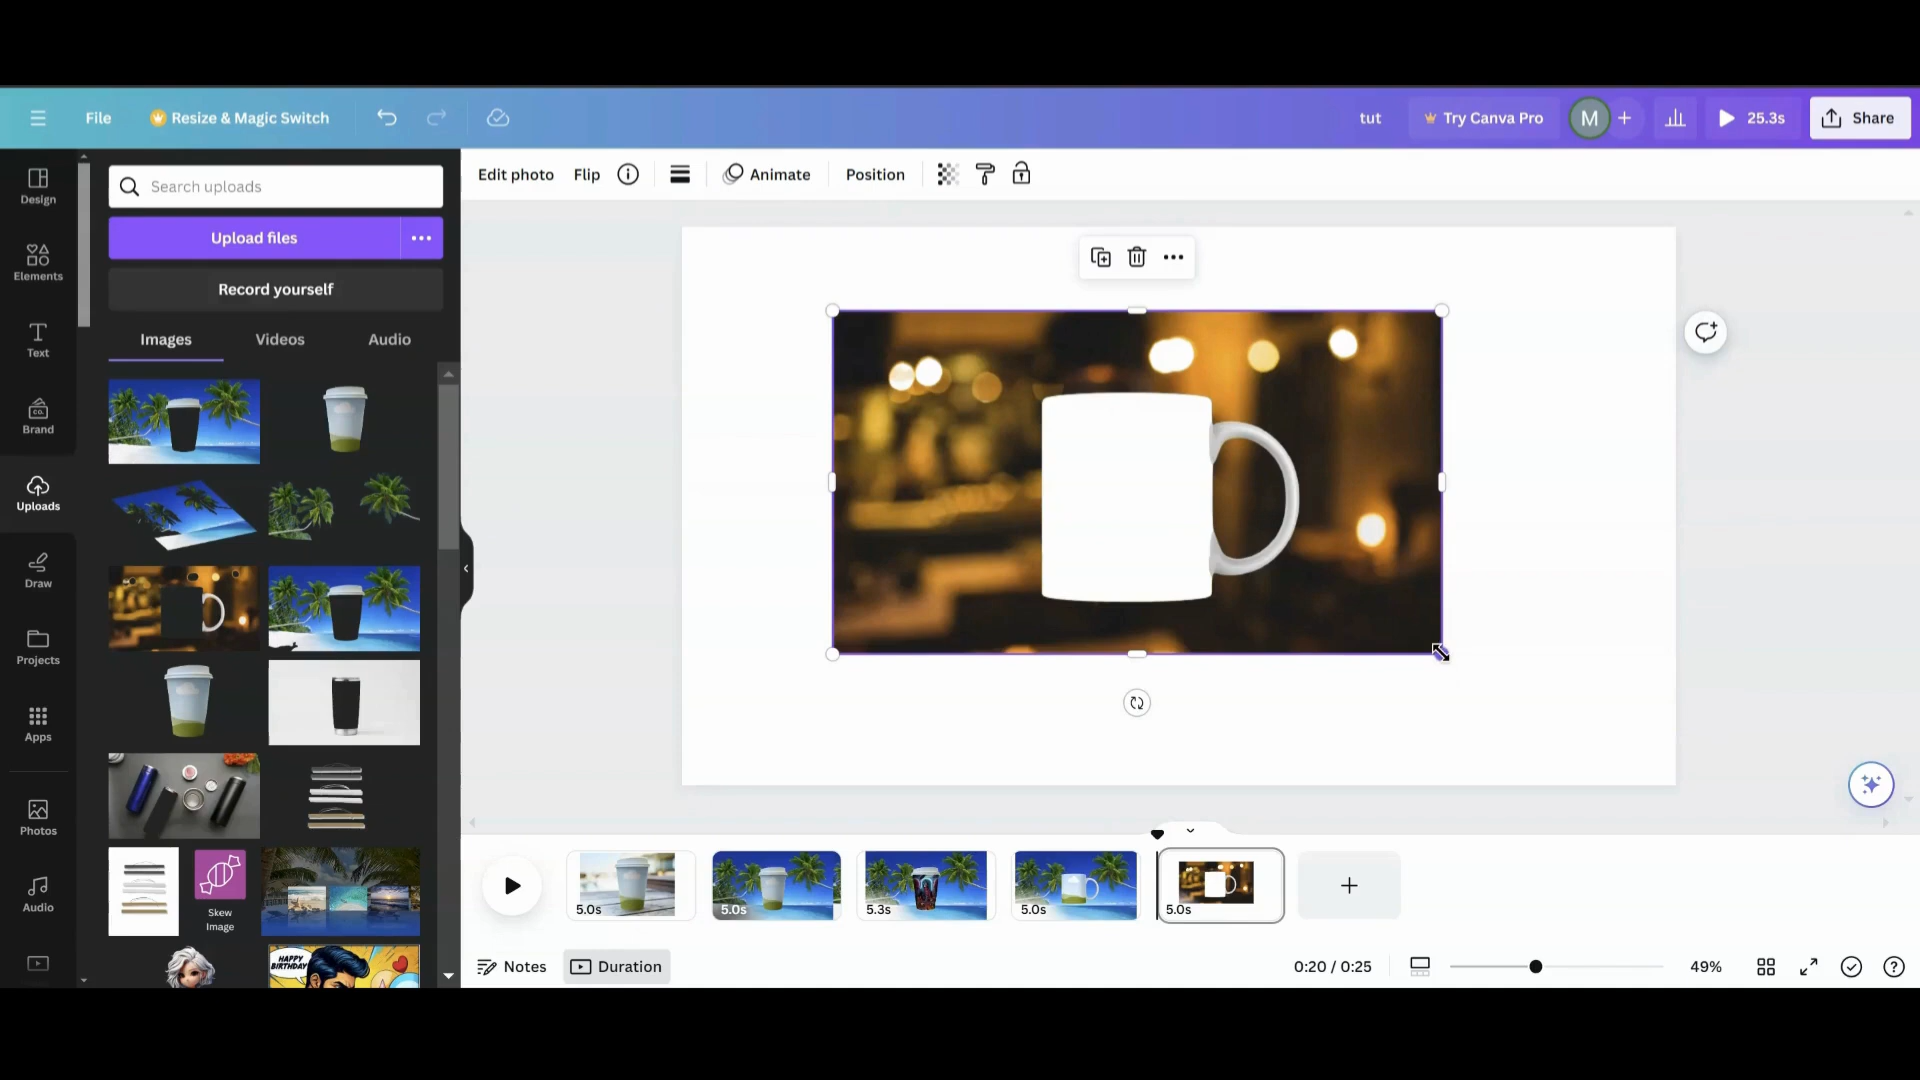 File
Resize & Magic Switch
tut
Try Canva Pro
M
25.3s
Share
Design
Elements
Text
Brand
CO.
Uploads
Draw
Projects
Apps
Photos
Audio
Search uploads
Upload files
Record yourself
Images
Videos
Audio
Skew
Image
HAPPY
BIRTHDAY
Edit photo
Flip
Animate
Position
5.0s
5.0s
5.3s
5.0s
5.0s
Notes
Duration
0:20 / 0:25
49%